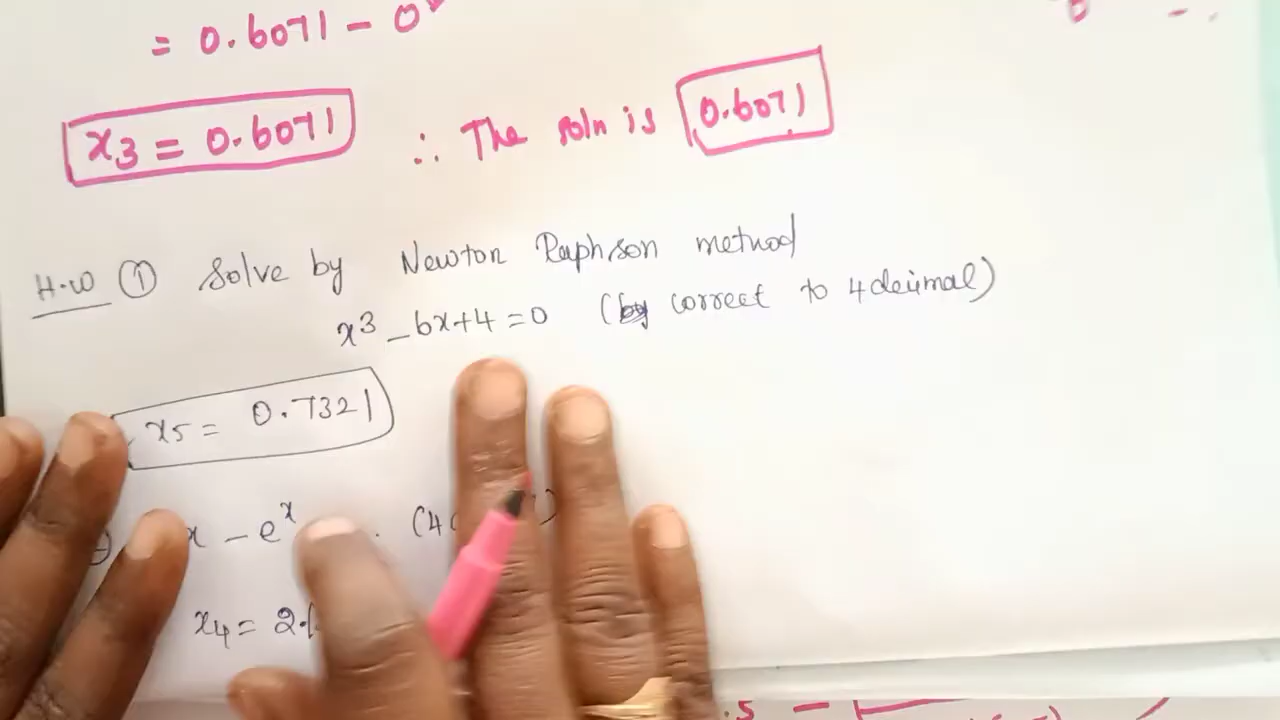 = 0.6071 - 0
x3 = 0.6071 ∴ The soln is 0.6071
H.W ① Solve by Newton Raphson method
x³ - 6x+4 = 0 (by correct to 4 decimal)
x5 = 0.7321
x - eˣ (4
x4 = 2.
.5 -